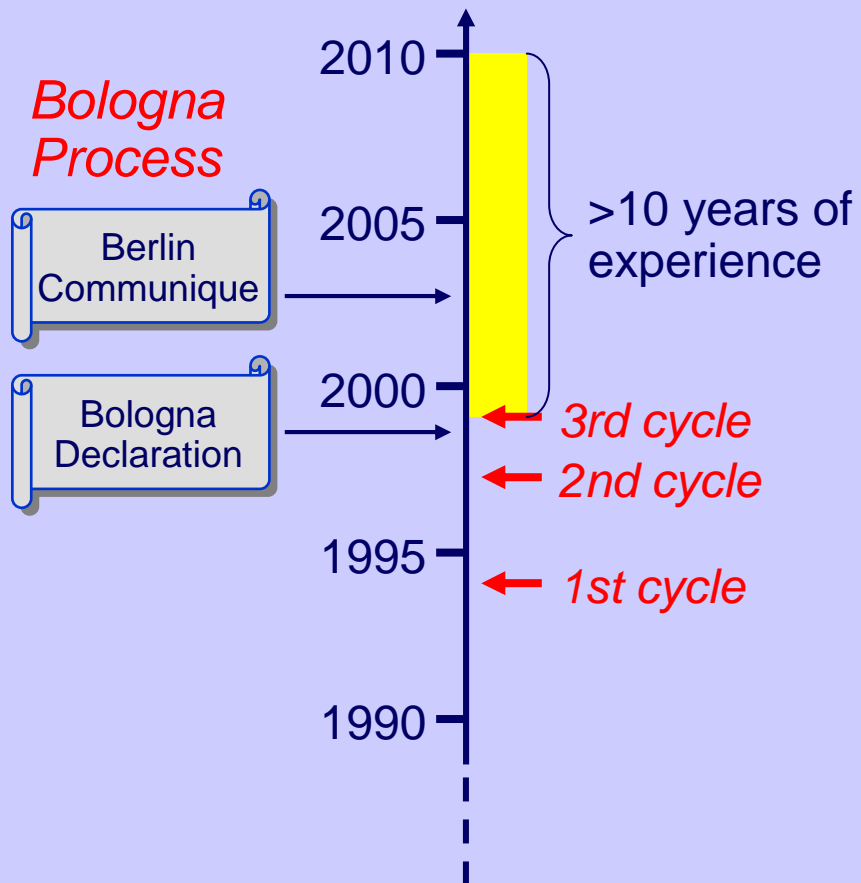 Bologna
Process
Berlin
Communique
Bologna
Declaration
2010
2005
2000
1995
1990
>10 years of
experience
3rd cycle
2nd cycle
1st cycle